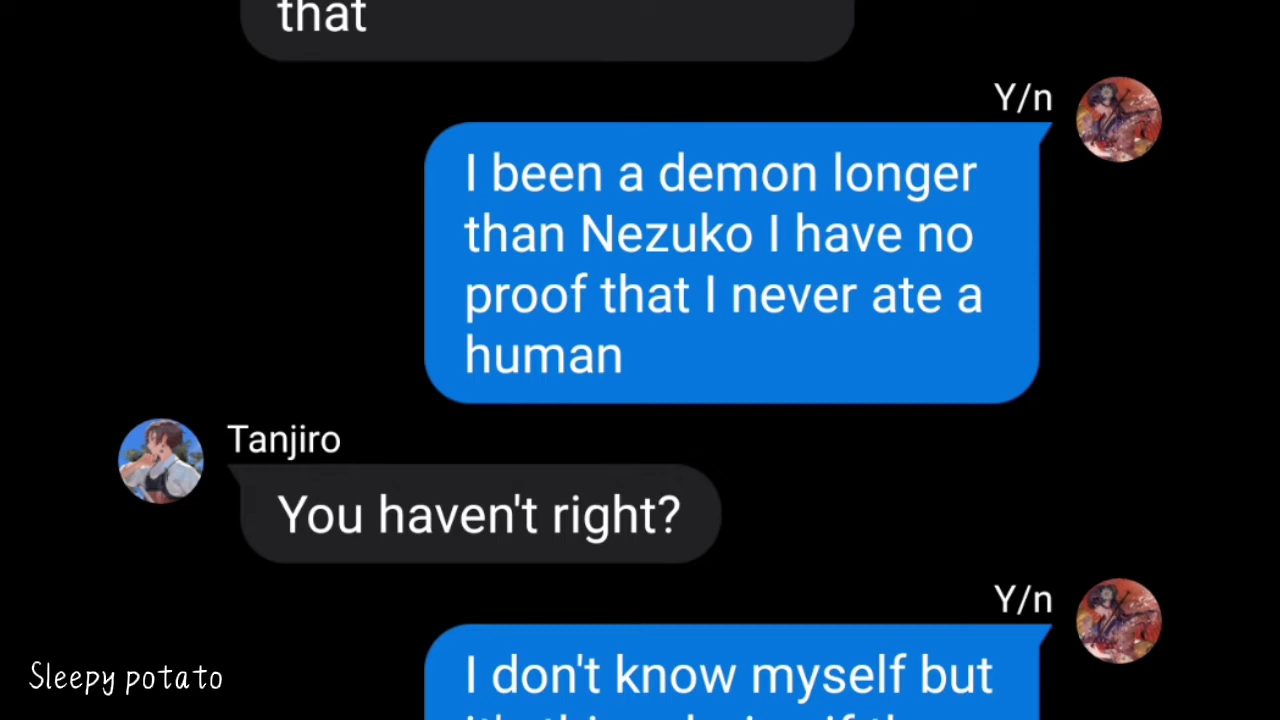 that
Y/n
I been a demon longer
than Nezuko I have no
proof that I never ate a
human
Tanjiro
You haven't right?
Y/n
I don't know myself but
Sleepy potato